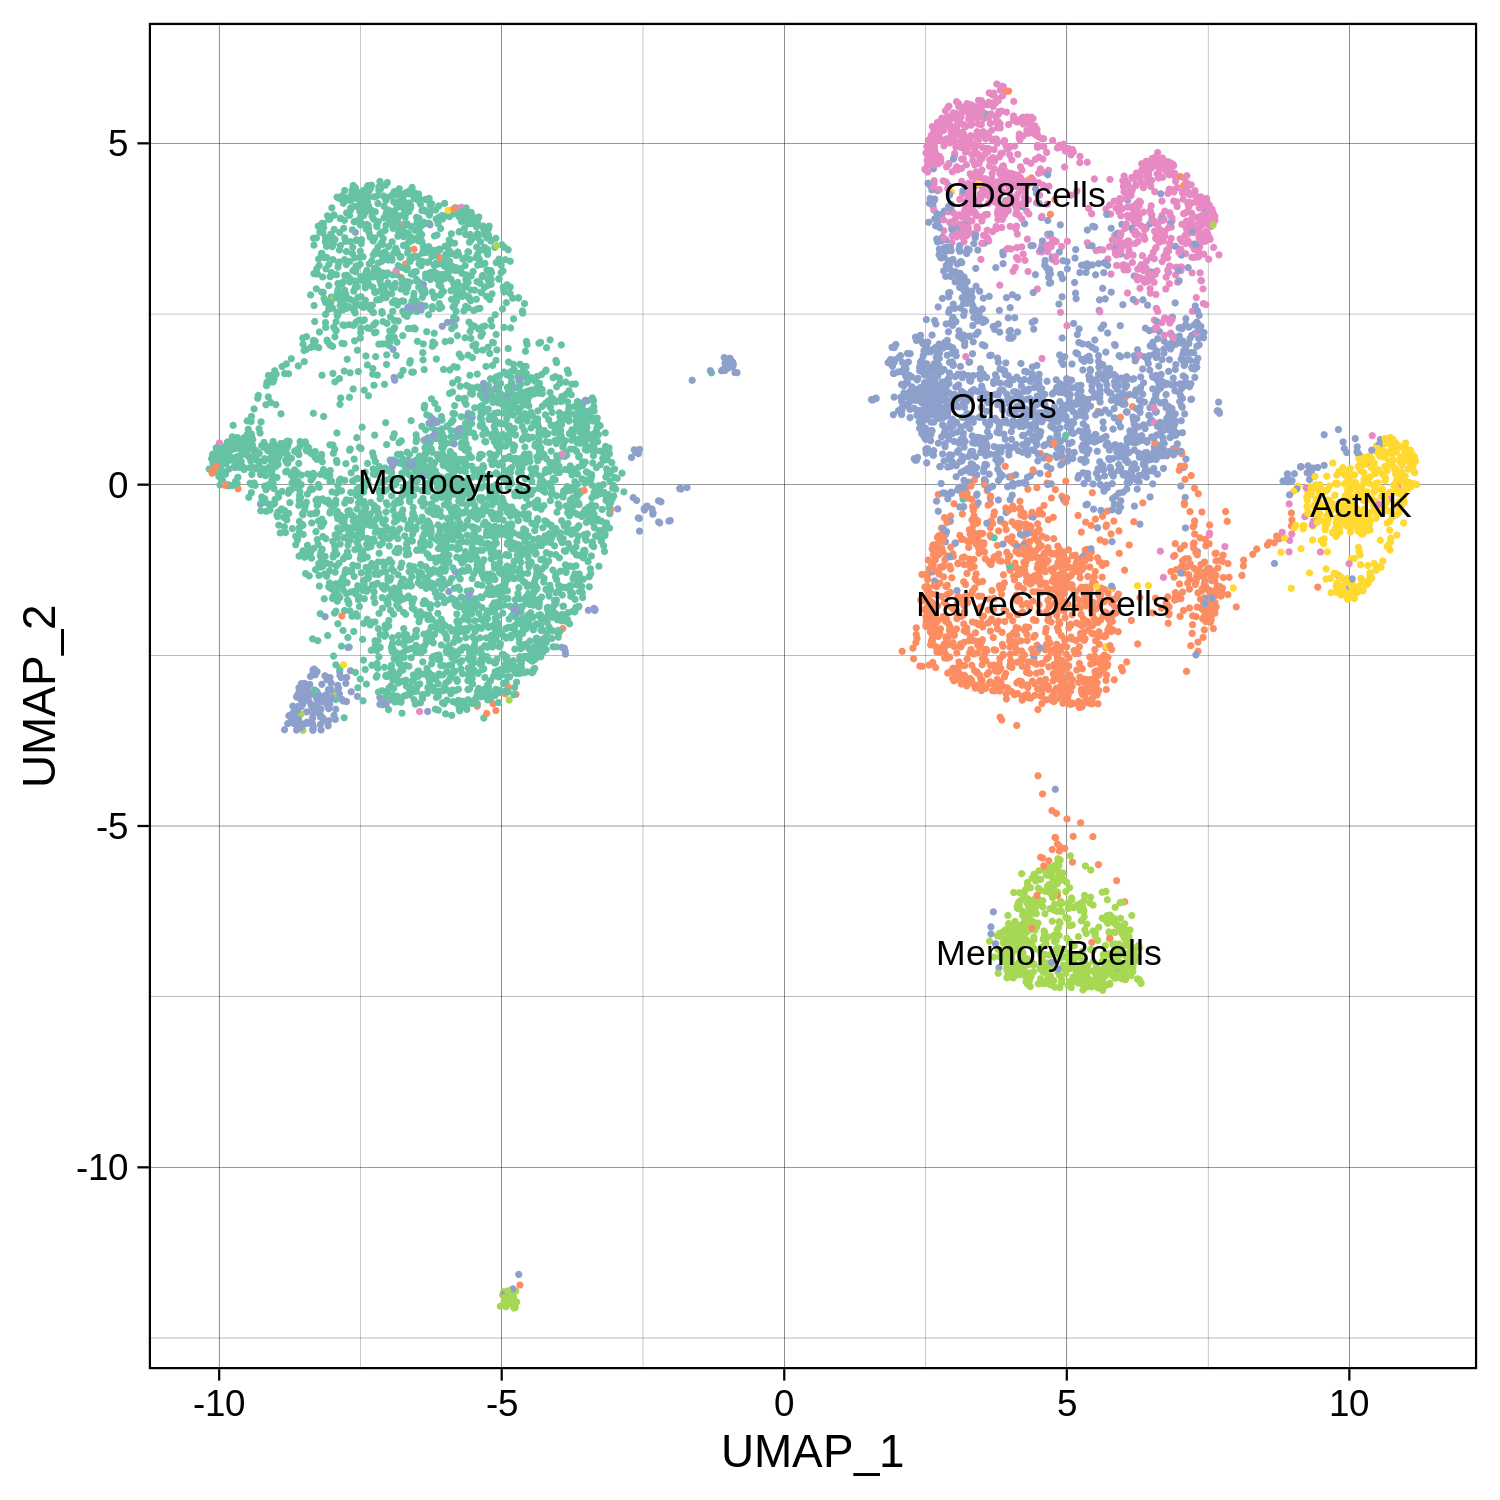 5
0
-5
-10
UMAP_2
CD8Tcells
Others
Monocytes
ActNK
NaiveCD4Tcells
MemoryBcells
-10
-5
0
5
10
UMAP_1